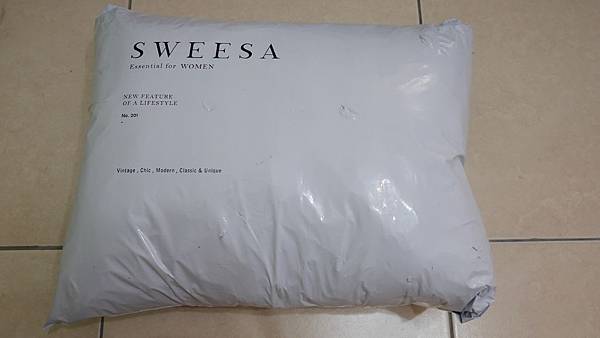 SWEESA
Essential for WOMEN
NEW FEATURE
OF A LIFESTYLE
No. 201
Vintage , Chic , Modern , Classic & Unique